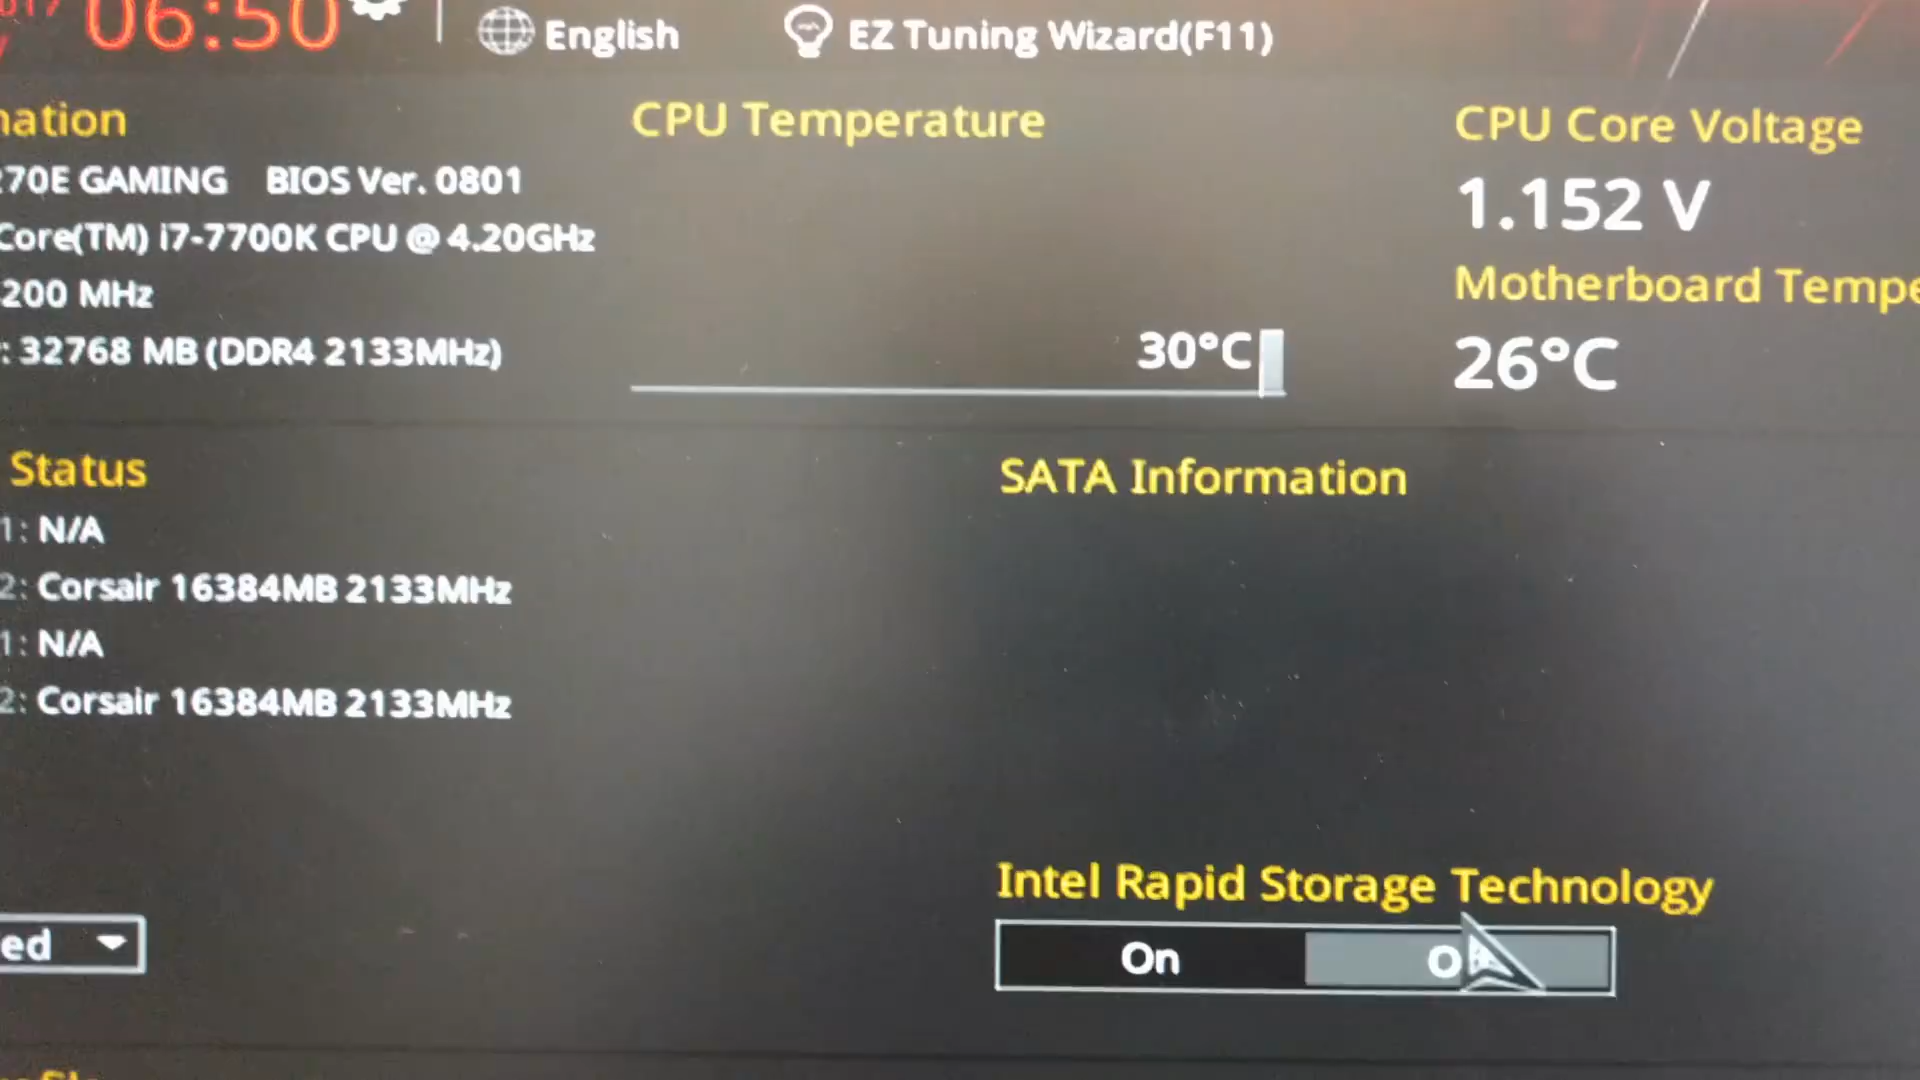 06:50
English
EZ Tuning Wizard(F11)
CPU Temperature
CPU Core Voltage
70E GAMING BIOS Ver. 0801
1.152 V
Core(TM) i7-7700K CPU @ 4.20GHz
200 MHz
Motherboard Tempe
: 32768 MB (DDR4 2133MHz)
30°C
26°C
Status
SATA Information
1: N/A
2: Corsair 16384MB 2133MHz
1: N/A
2: Corsair 16384MB 2133MHz
Intel Rapid Storage Technology
ed
On